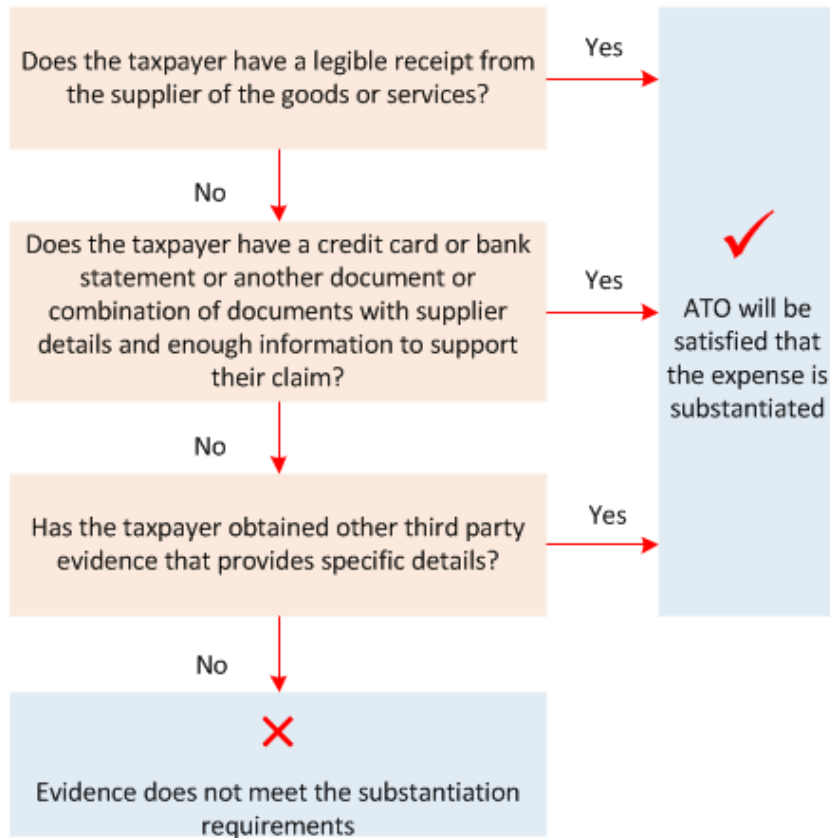 Does the taxpayer have a legible receipt from
the supplier of the goods or services?
Yes
No
Does the taxpayer have a credit card or bank
statement or another document or
combination of documents with supplier
details and enough information to support
their claim?
Yes
No
Has the taxpayer obtained other third party
evidence that provides specific details?
Yes
No
Evidence does not meet the substantiation
requirements
ATO will be
satisfied that
the expense is
substantiated